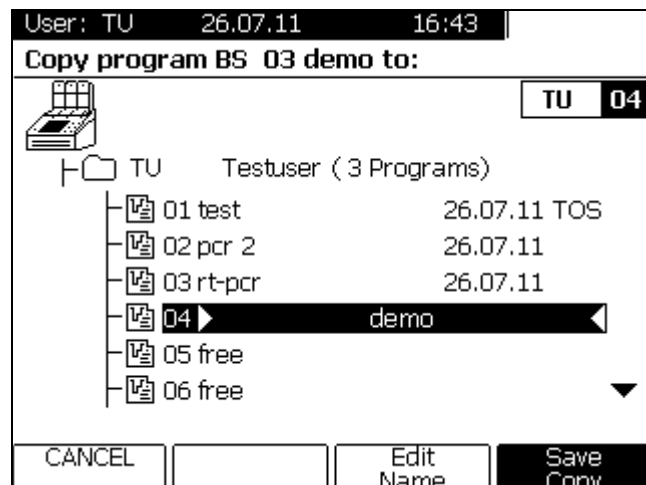 User: TU 26.07.11 16:43
Copy program BS 03 demo to:
TU 04
TU Testuser ( 3 Programs)
01 test 26.07.11 TOS
02 pcr 2 26.07.11
03 rt-pcr 26.07.11
04 demo
05 free
06 free
CANCEL Edit Name Save Copy